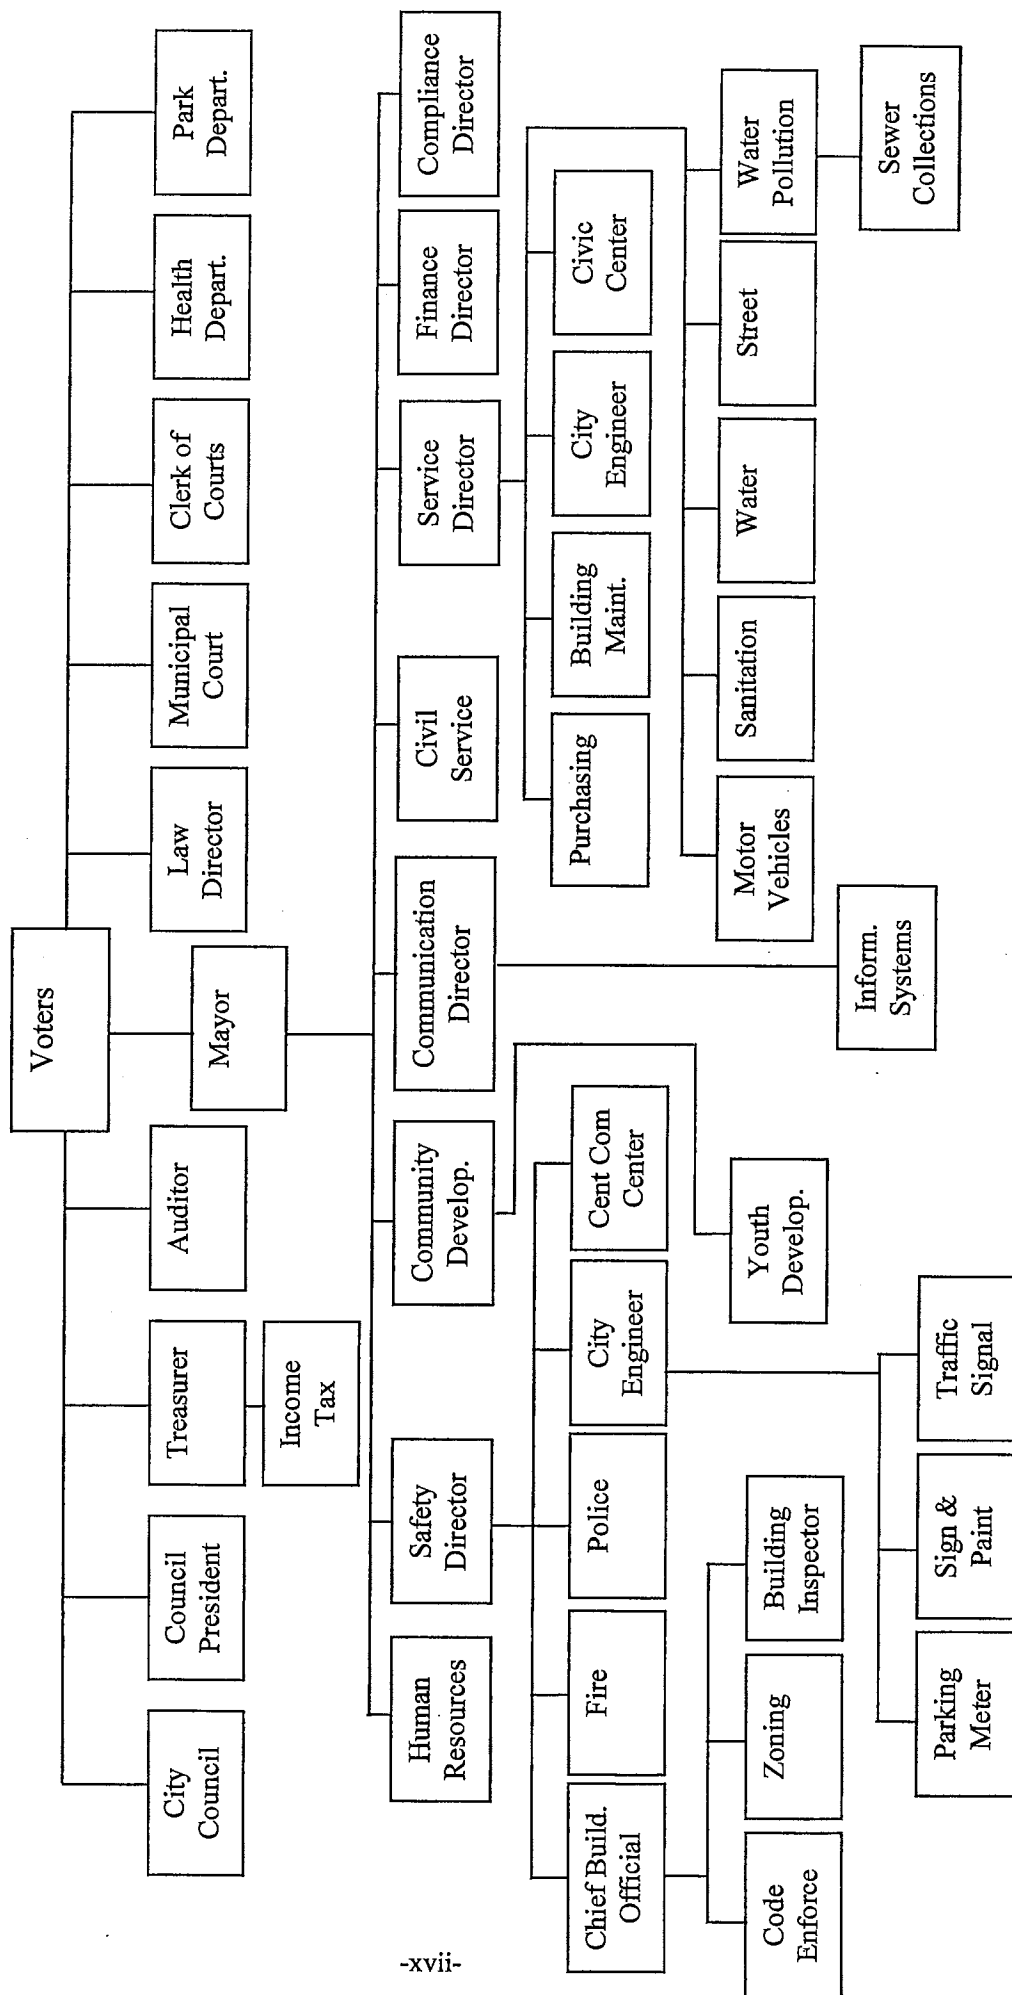 Voters
City
Council
Council
President
Treasurer
Auditor
Law
Director
Municipal
Court
Clerk of
Courts
Health
Depart.
Park
Depart.
Mayor
Income
Tax
Human
Resources
Safety
Director
Community
Develop.
Communication
Director
Civil
Service
Service
Director
Finance
Director
Compliance
Director
Chief Build.
Official
Fire
Police
City
Engineer
Cent Com
Center
Purchasing
Building
Maint.
City
Engineer
Civic
Center
Code
Enforce
Zoning
Building
Inspector
Youth
Develop.
Motor
Vehicles
Sanitation
Water
Street
Water
Pollution
Parking
Meter
Sign &
Paint
Traffic
Signal
Inform.
Systems
Sewer
Collections
-xvii-